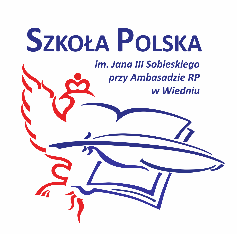 SZKOŁA POLSKA
im. Jana III Sobieskiego
przy Ambasadzie RP
w Wiedniu